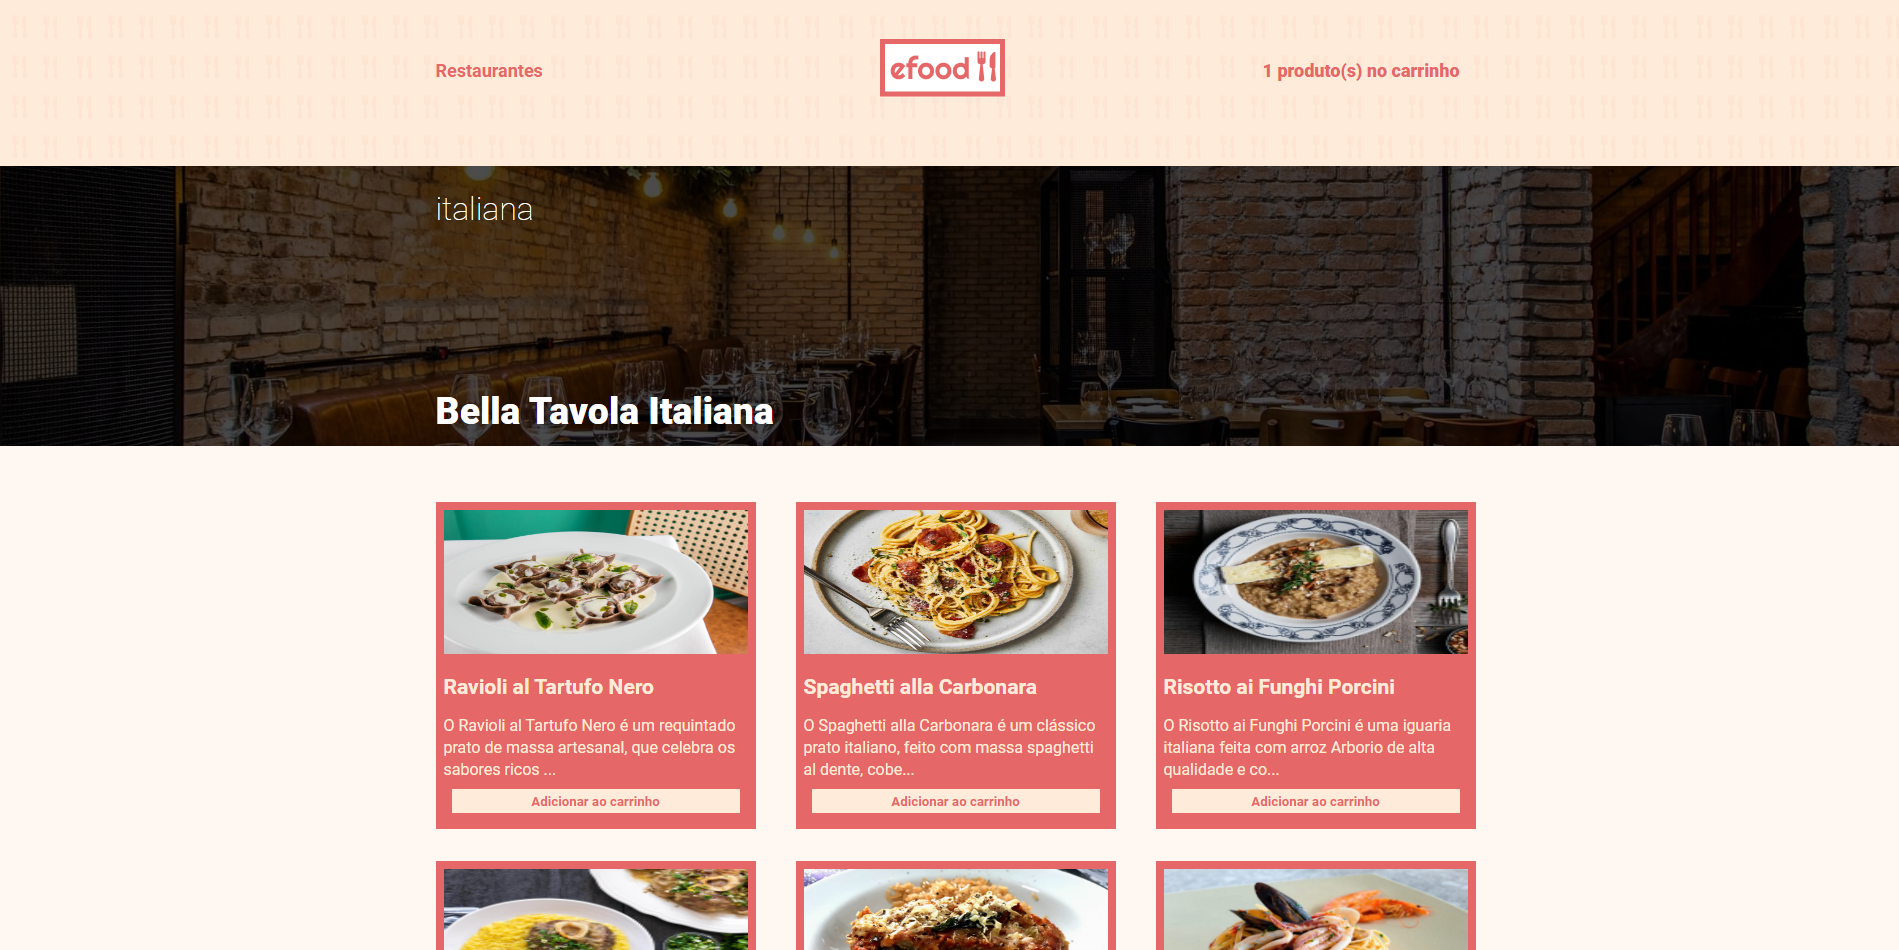 Restaurantes
efood
1 produto(s) no carrinho
italiana
Bella Tavola Italiana
Ravioli al Tartufo Nero
O Ravioli al Tartufo Nero é um requintado
prato de massa artesanal, que celebra os
sabores ricos ...
Adicionar ao carrinho
Spaghetti alla Carbonara
O Spaghetti alla Carbonara é um clássico
prato italiano, feito com massa spaghetti
al dente, cobe...
Adicionar ao carrinho
Risotto ai Funghi Porcini
O Risotto ai Funghi Porcini é uma iguaria
italiana feita com arroz Arborio de alta
qualidade e co...
Adicionar ao carrinho